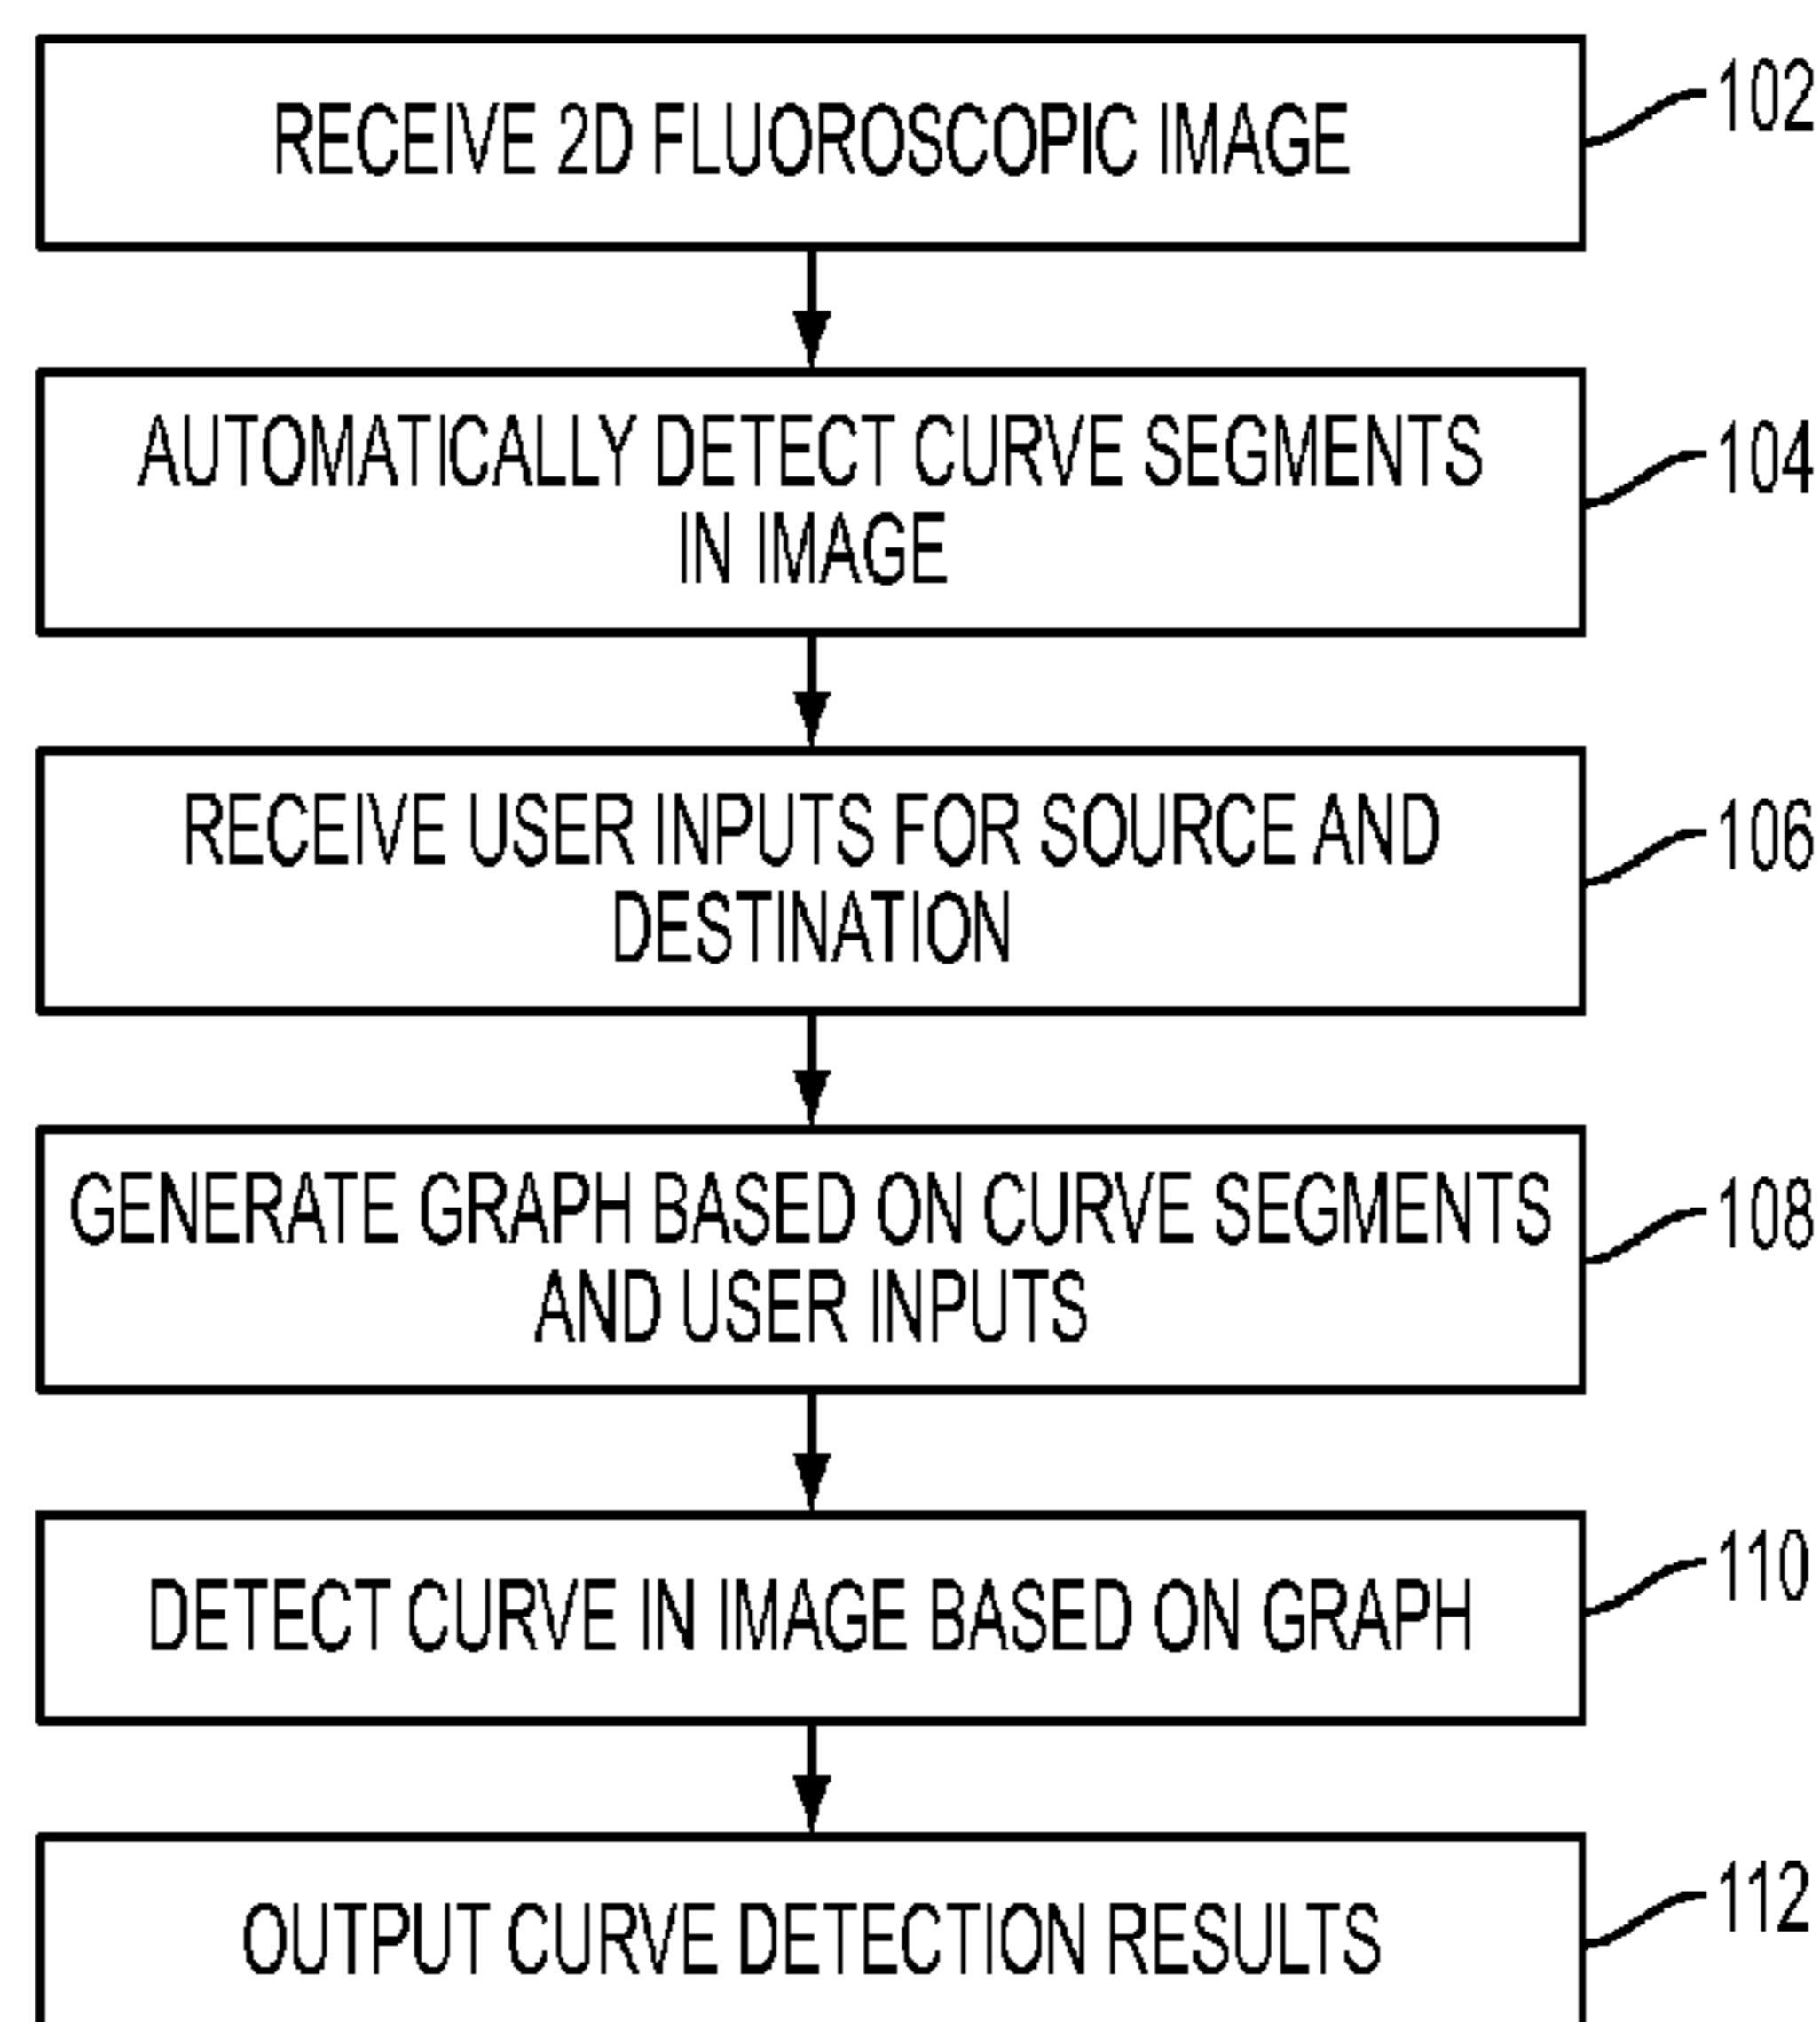 RECEIVE 2D FLUOROSCOPIC IMAGE
102
AUTOMATICALLY DETECT CURVE SEGMENTS
IN IMAGE
104
RECEIVE USER INPUTS FOR SOURCE AND
DESTINATION
106
GENERATE GRAPH BASED ON CURVE SEGMENTS
AND USER INPUTS
108
DETECT CURVE IN IMAGE BASED ON GRAPH
110
OUTPUT CURVE DETECTION RESULTS
112